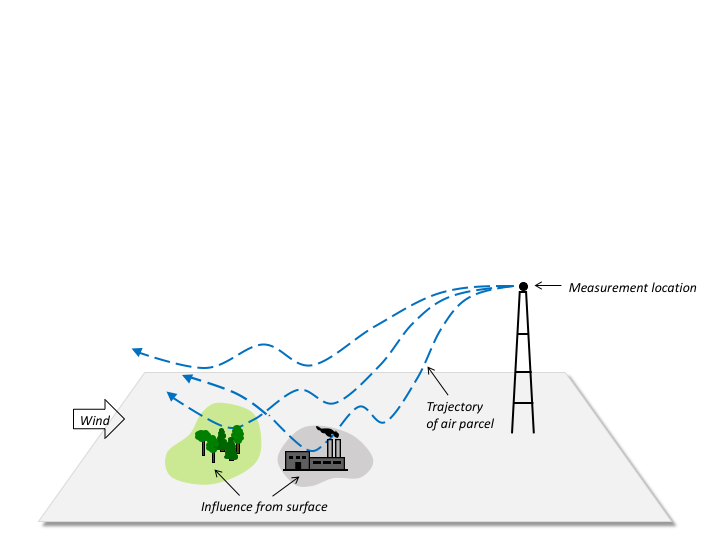 Measurement location
Trajectory
of air parcel
Wind
Influence from surface